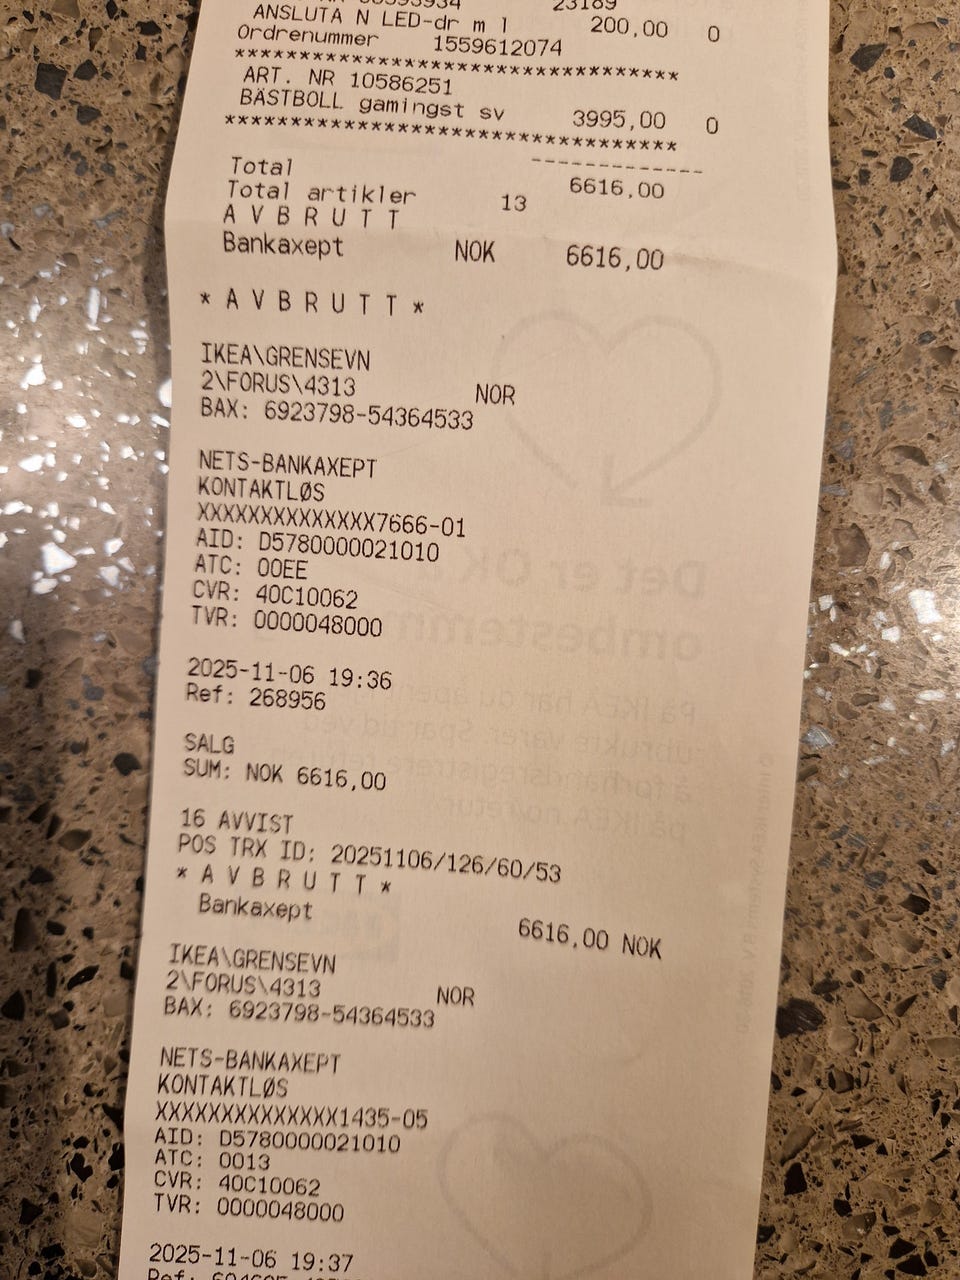 23189
ANSLUTA N LED-dr m l 200,00 0
Ordrenummer 1559612074
**********************************
ART. NR 10586251
BÄSTBOLL gamingst sv 3995,00 0
**********************************
------------
Total 6616,00
Total artikler 13
A V B R U T T
Bankaxept NOK 6616,00
* A V B R U T T *
IKEA\GRENSEVN
2\FORUS\4313 NOR
BAX: 6923798-54364533
NETS-BANKAXEPT
KONTAKTLØS
XXXXXXXXXXXXXX7666-01
AID: D5780000021010
ATC: 00EE
CVR: 40C10062
TVR: 0000048000
2025-11-06 19:36
Ref: 268956
SALG
SUM: NOK 6616,00
16 AVVIST
POS TRX ID: 20251106/126/60/53
* A V B R U T T *
Bankaxept 6616,00 NOK
IKEA\GRENSEVN
2\FORUS\4313 NOR
BAX: 6923798-54364533
NETS-BANKAXEPT
KONTAKTLØS
XXXXXXXXXXXXXX1435-05
AID: D5780000021010
ATC: 0013
CVR: 40C10062
TVR: 0000048000
2025-11-06 19:37
Ref: